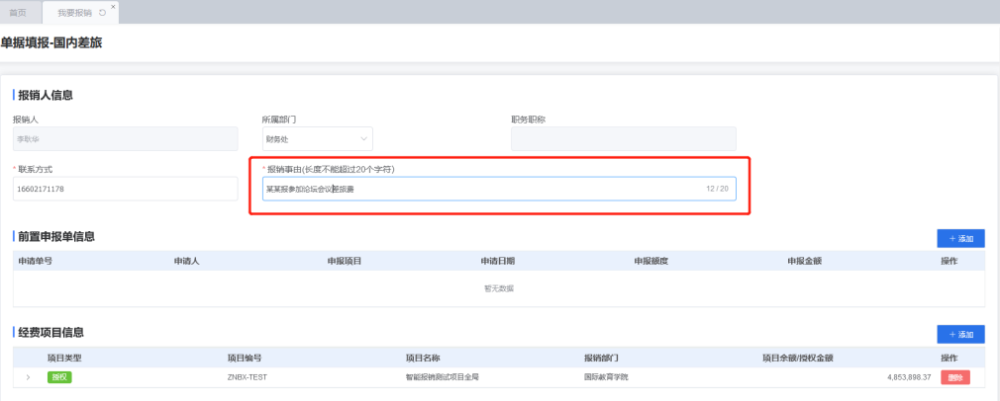 首页 我要报销
单据填报-国内差旅
报销人信息
报销人 所属部门 职务职称
李耿华 财务处
* 联系方式 * 报销事由(长度不能超过20个字符)
16602171178 某某报参加论坛会议差旅费 12 / 20
前置申报单信息 + 添加
申请单号 申请人 申报项目 申请日期 申报额度 申报金额 操作
暂无数据
经费项目信息 + 添加
项目类型 项目编号 项目名称 报销部门 项目余额/授权金额 操作
授权 ZNBX-TEST 智能报销测试项目全局 国际教育学院 4,853,898.37 删除